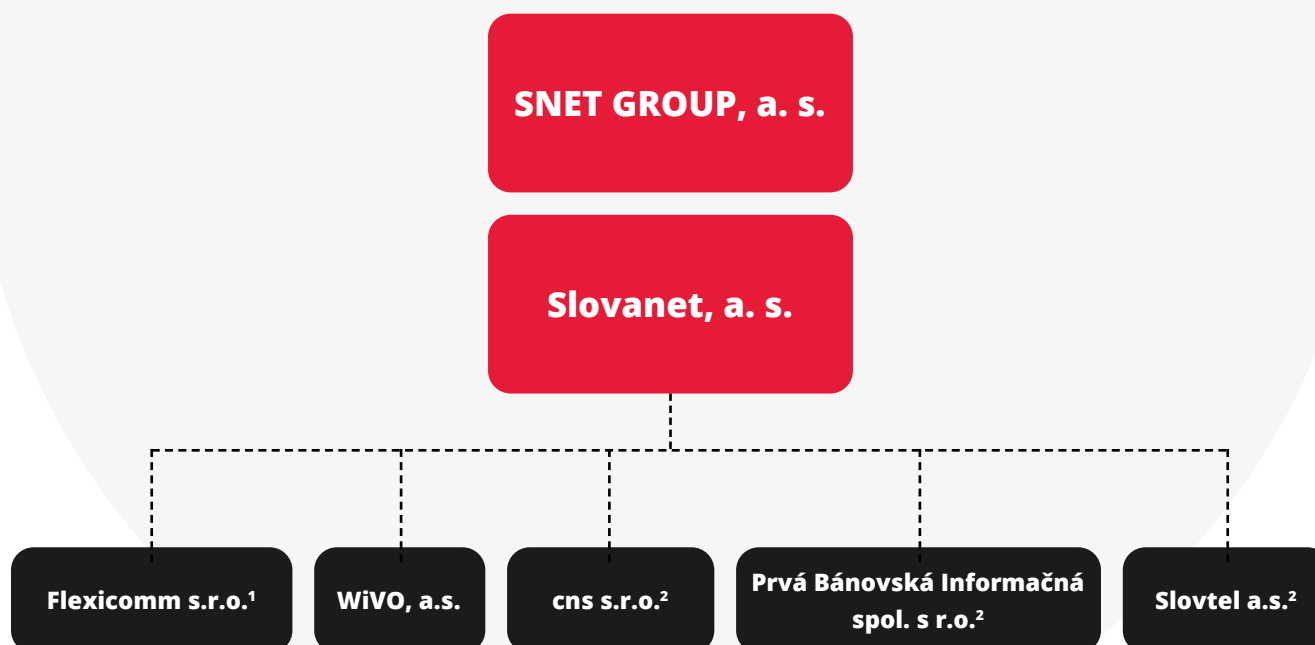 SNET GROUP, a. s.
Slovanet, a. s.
Flexicomm s.r.o.¹
WiVO, a.s.
cns s.r.o.²
Prvá Bánovská Informačná
spol. s r.o.²
Slovtel a.s.²